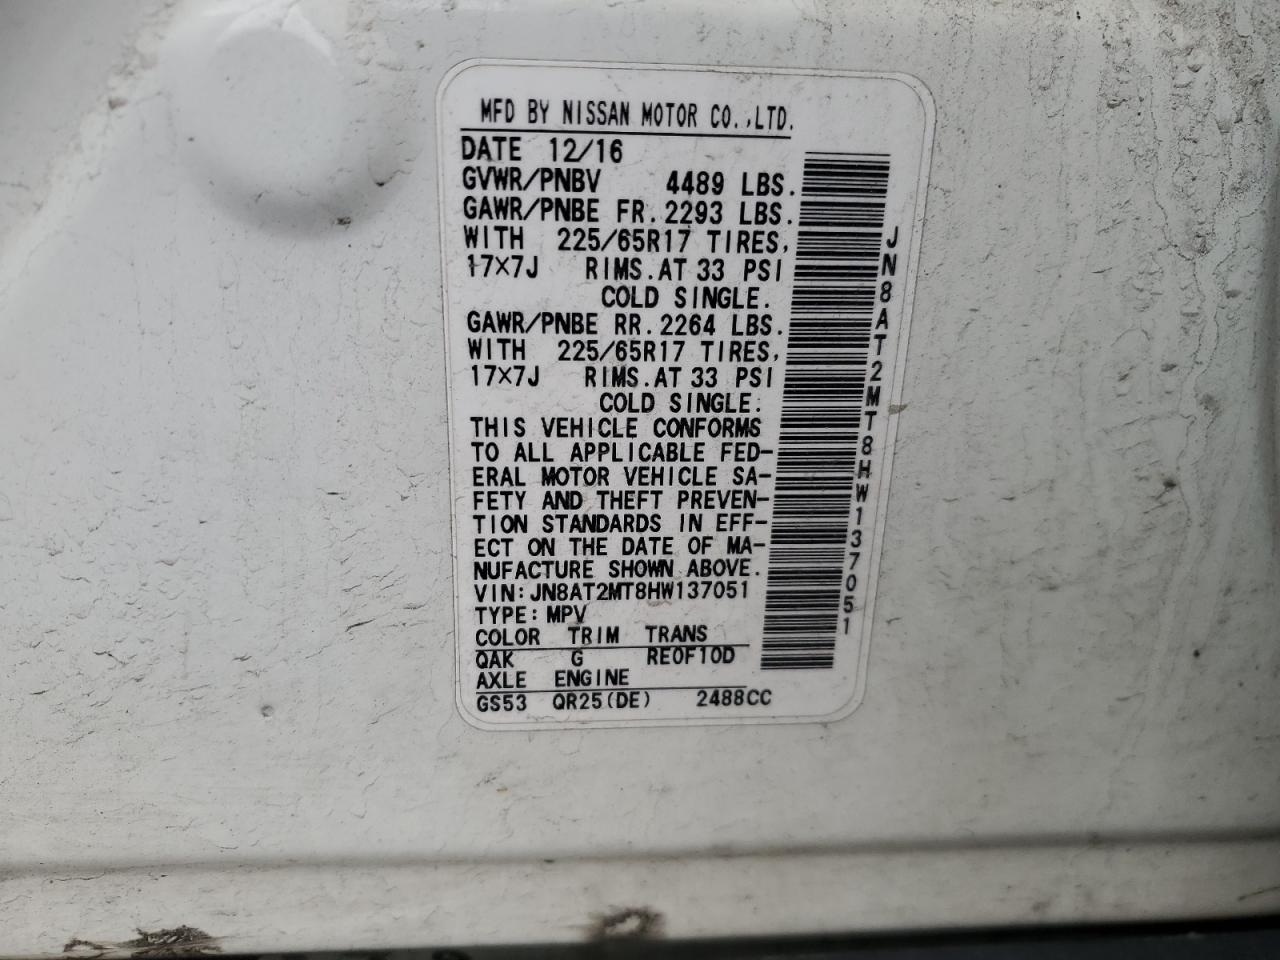 MFD BY NISSAN MOTOR CO.,LTD.
DATE 12/16
GVWR/PNBV 4489 LBS.
GAWR/PNBE FR. 2293 LBS.
WITH 225/65R17 TIRES,
17×7J RIMS. AT 33 PSI
COLD SINGLE.
GAWR/PNBE RR. 2264 LBS.
WITH 225/65R17 TIRES,
17×7J RIMS. AT 33 PSI
COLD SINGLE.
THIS VEHICLE CONFORMS
TO ALL APPLICABLE FED-
ERAL MOTOR VEHICLE SA-
FETY AND THEFT PREVEN-
TION STANDARDS IN EFF-
ECT ON THE DATE OF MA-
NUFACTURE SHOWN ABOVE.
VIN: JN8AT2MT8HW137051
TYPE: MPV
COLOR TRIM TRANS
QAK G RE0F10D
AXLE ENGINE
GS53 QR25(DE) 2488CC
JN8AT2MT8HW137051